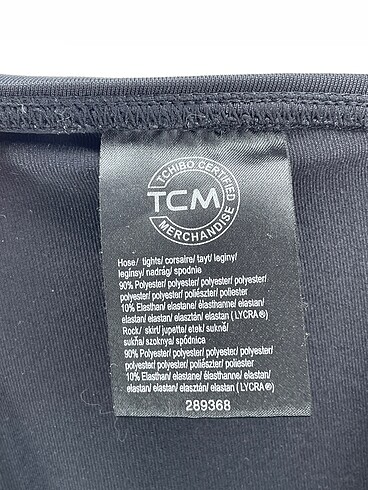 TCHIBO CERTIFIED
TCM
MERCHANDISE
Hose/ tights/ corsaire/ tayt/ leginy/
legínsy/ nadrág/ spodnie
90% Polyester/ polyester/ polyester/ polyester/
polyester/ polyester/ poliészter/ poliester
10% Elasthan/ elastane/ élasthanne/ elastan/
elastan/ elastan/ elasztán/ elastan ( LYCRA®)
Rock/ skirt/ jupette/ etek/ sukně/
sukňa/ szoknya/ spódnica
90% Polyester/ polyester/ polyester/ polyester/
polyester/ polyester/ poliészter/ poliester
10% Elasthan/ elastane/ élasthanne/ elastan/
elastan/ elastan/ elasztán/ elastan (LYCRA®)
289368